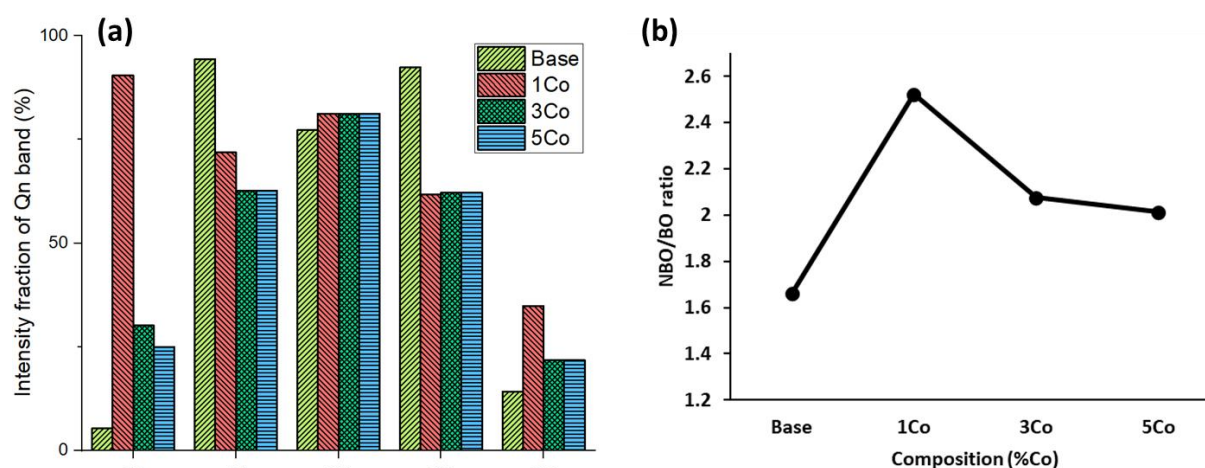 (a)
Intensity fraction of Qn band (%)
100
50
0
Base
1Co
3Co
5Co
(b)
NBO/BO ratio
2.6
2.4
2.2
2
1.8
1.6
1.4
1.2
Base 1Co 3Co 5Co
Composition (%Co)